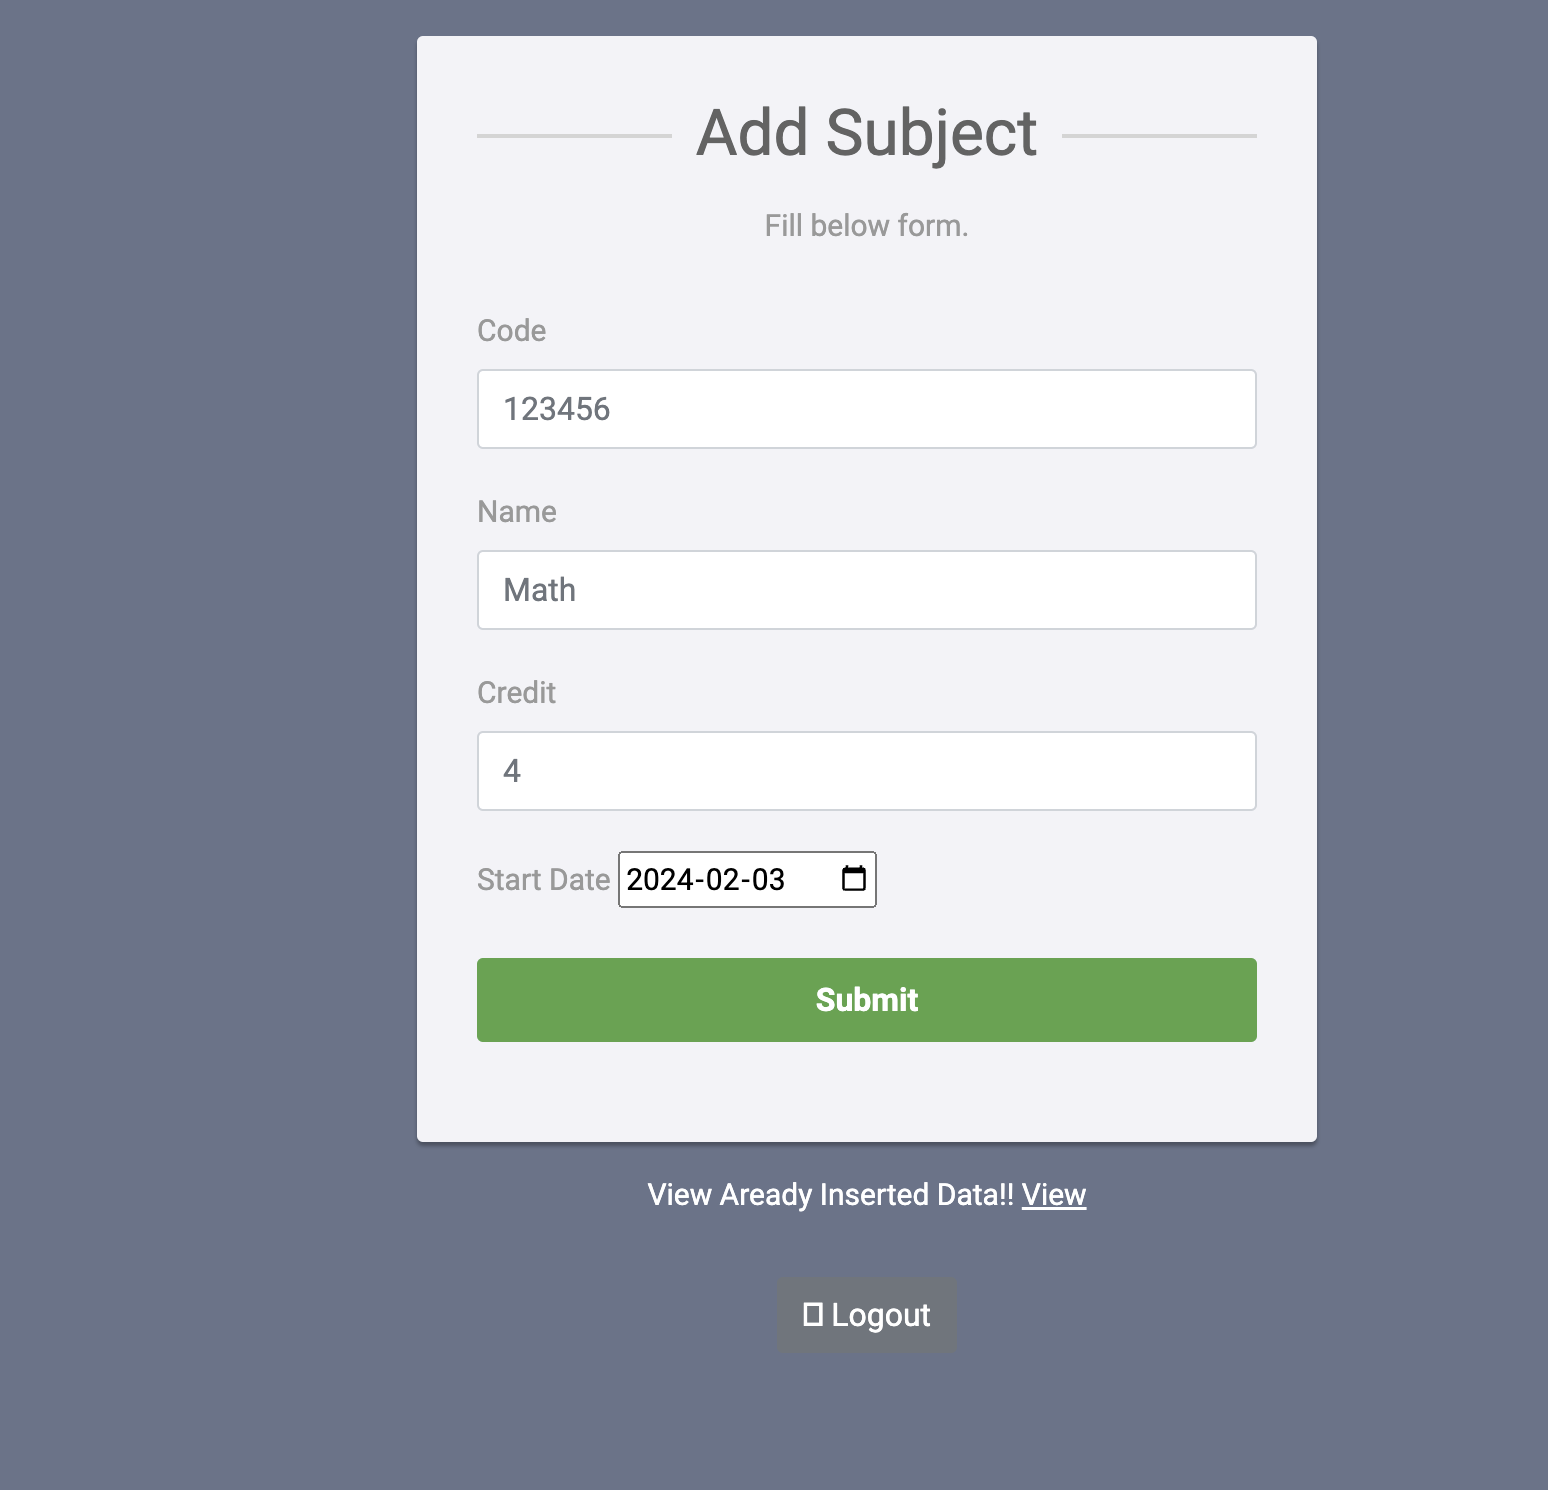 Add Subject
Fill below form.
Code
123456
Name
Math
Credit
4
Start Date 2024-02-03
Submit
View Aready Inserted Data!! View
Logout